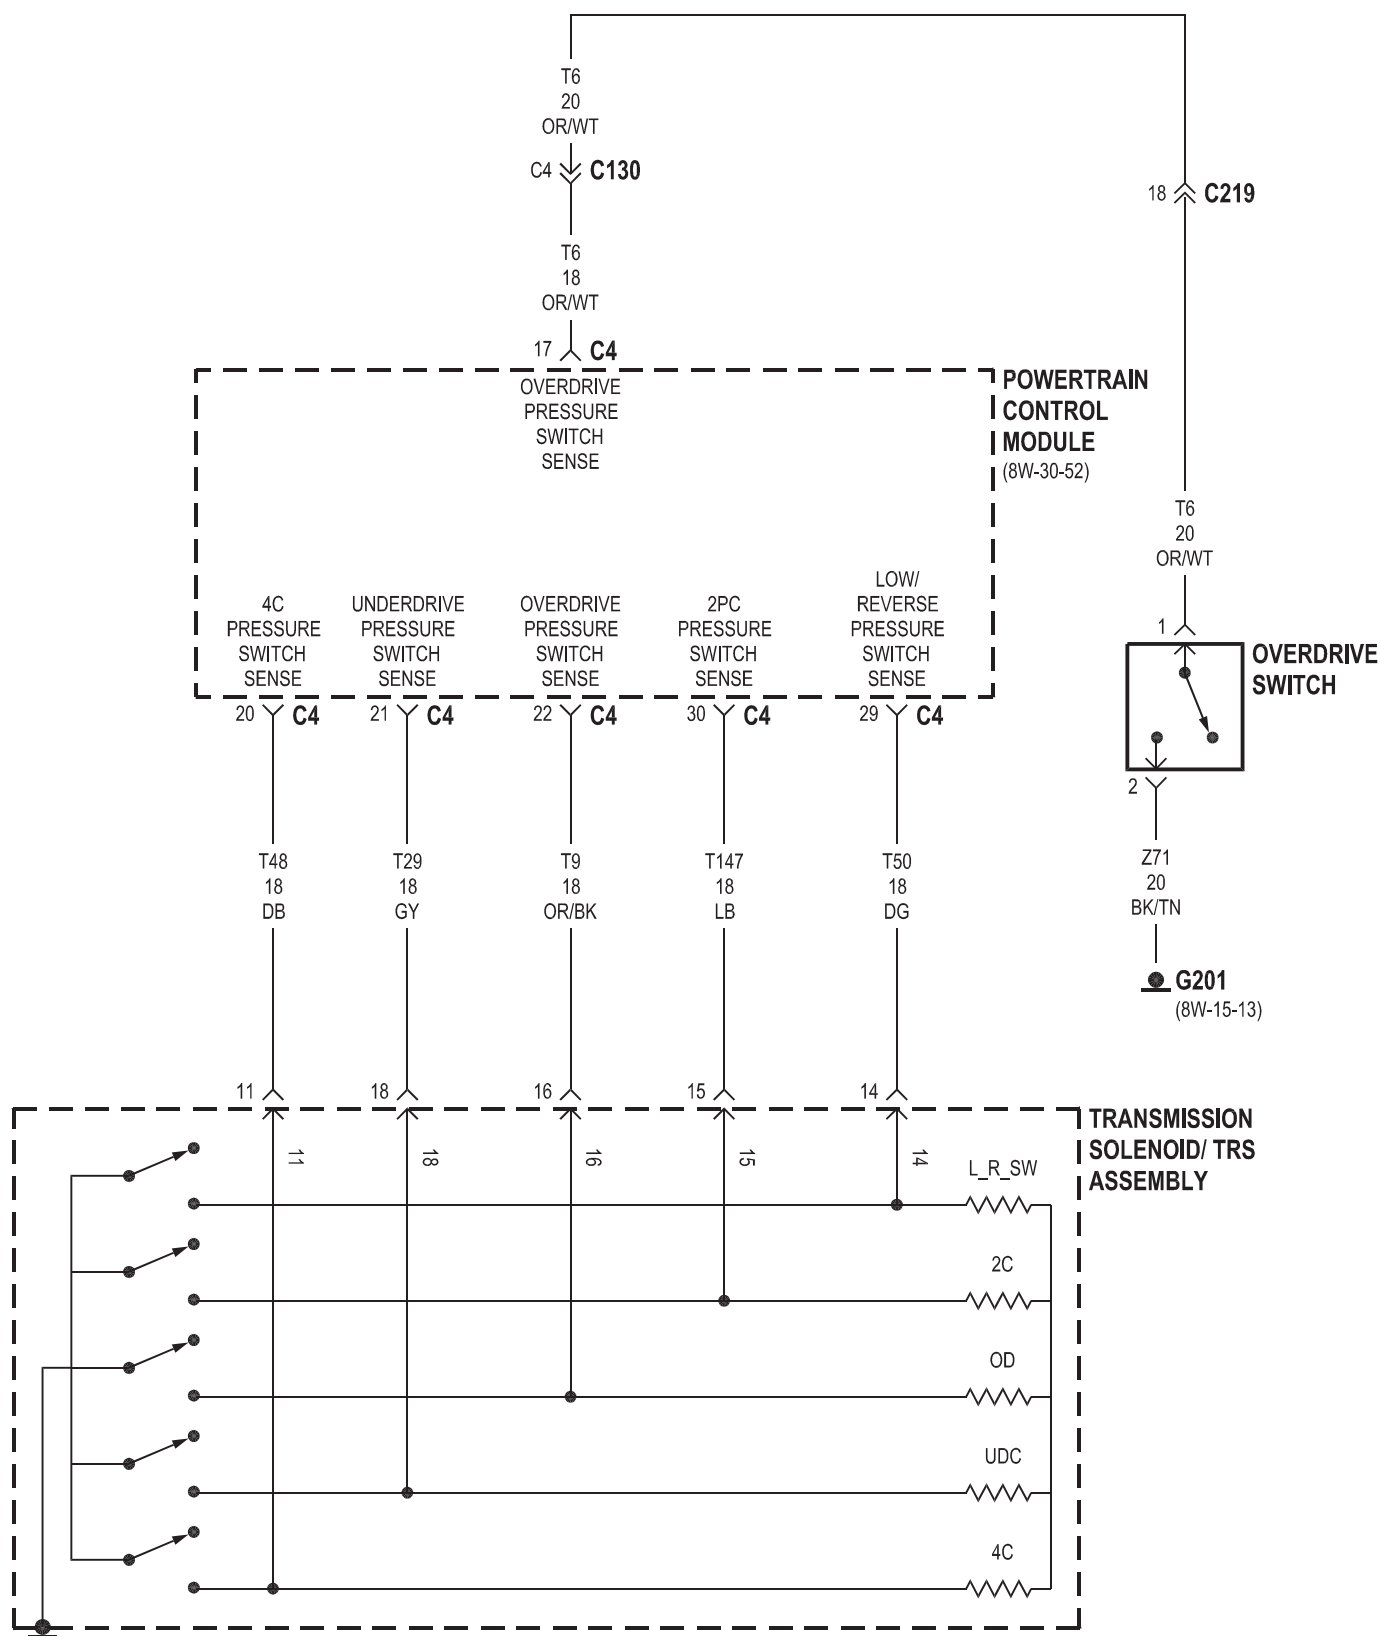 T6
20
OR/WT
C4 C130
18 C219
T6
18
OR/WT
17 C4
OVERDRIVE
PRESSURE
SWITCH
SENSE
POWERTRAIN
CONTROL
MODULE
(8W-30-52)
T6
20
OR/WT
4C
PRESSURE
SWITCH
SENSE
UNDERDRIVE
PRESSURE
SWITCH
SENSE
OVERDRIVE
PRESSURE
SWITCH
SENSE
2PC
PRESSURE
SWITCH
SENSE
LOW/
REVERSE
PRESSURE
SWITCH
SENSE
1
OVERDRIVE
SWITCH
2
20 C4
21 C4
22 C4
30 C4
29 C4
T48
18
DB
T29
18
GY
T9
18
OR/BK
T147
18
LB
T50
18
DG
Z71
20
BK/TN
G201
(8W-15-13)
11
18
16
15
14
TRANSMISSION
SOLENOID/ TRS
ASSEMBLY
11
18
16
15
14
L_R_SW
2C
OD
UDC
4C